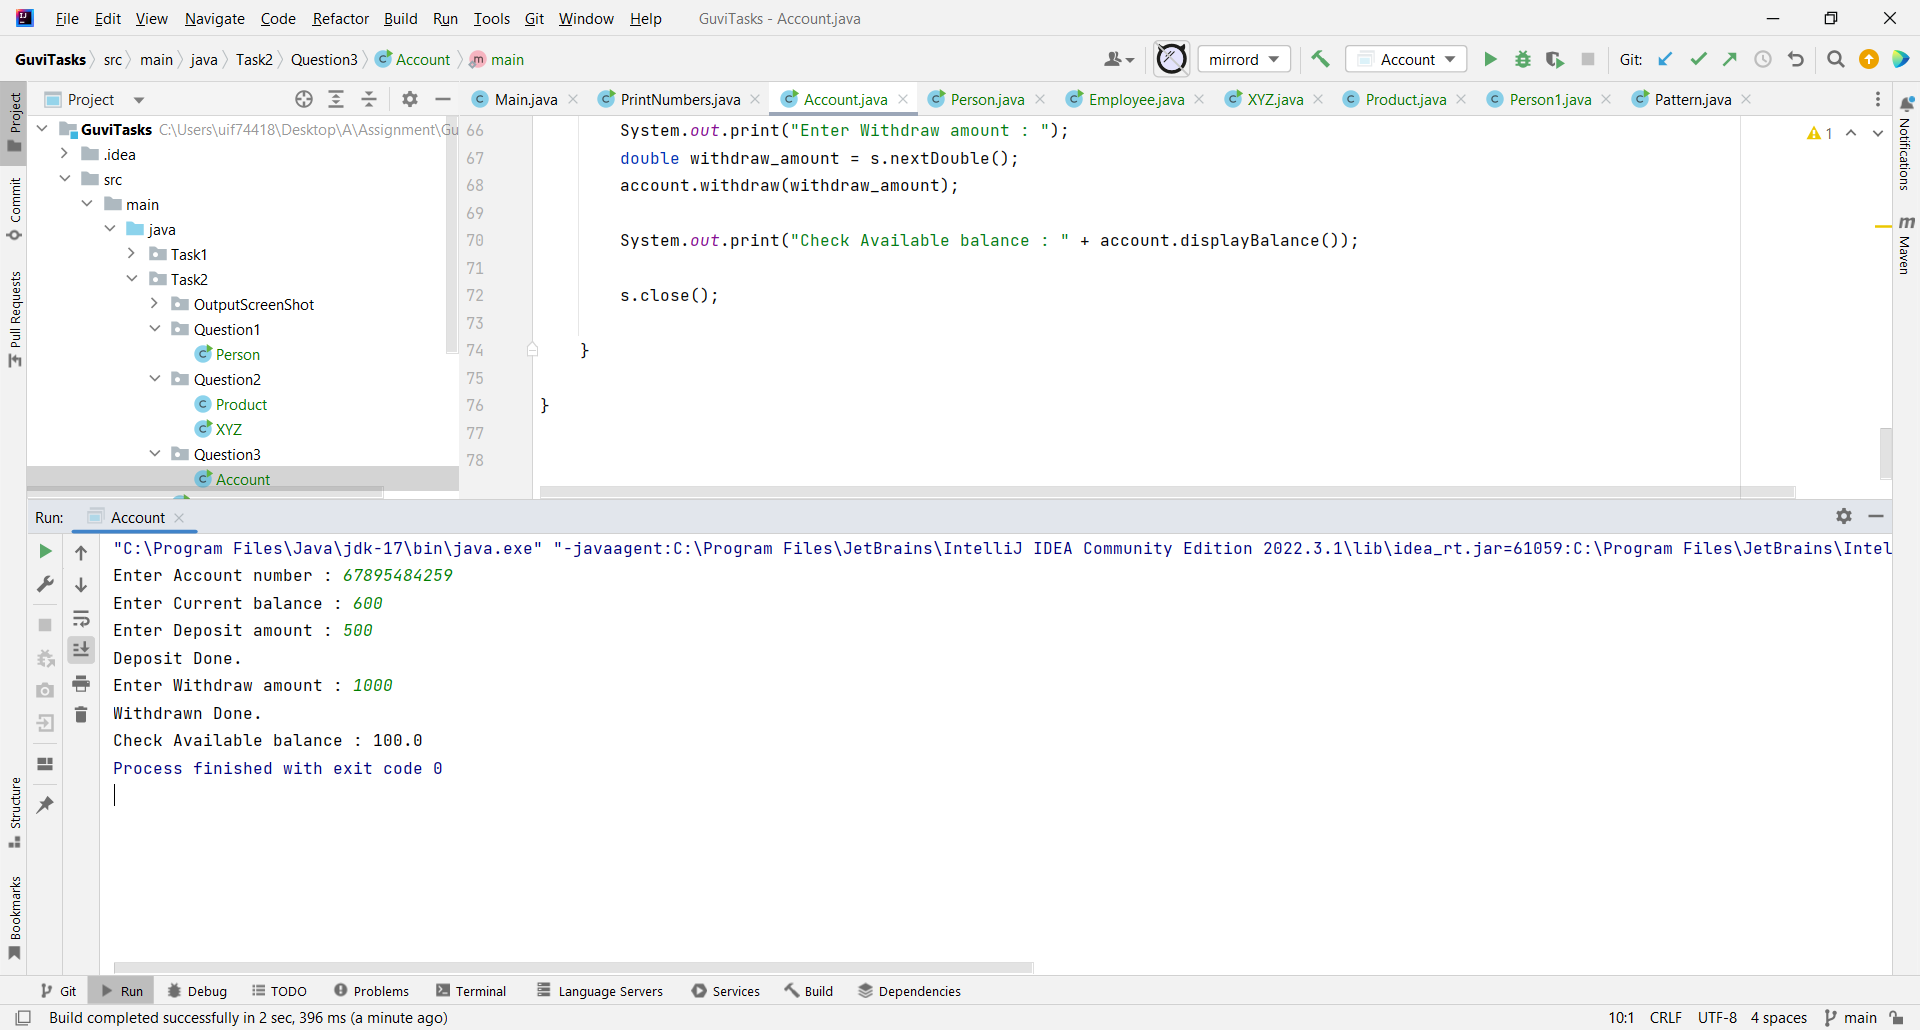 File Edit View Navigate Code Refactor Build Run Tools Git Window Help GuviTasks - Account.java
GuviTasks src main java Task2 Question3 Account main mirrord Account Git:
Project Main.java PrintNumbers.java Account.java Person.java Employee.java XYZ.java Product.java Person1.java Pattern.java
Project
Commit
Pull Requests
Structure
Bookmarks
GuviTasks C:\Users\uif74418\Desktop\A\Assignment\Gu
.idea
src
main
java
Task1
Task2
OutputScreenShot
Question1
Person
Question2
Product
XYZ
Question3
Account
66 System.out.print("Enter Withdraw amount : ");
67 double withdraw_amount = s.nextDouble();
68 account.withdraw(withdraw_amount);
69
70 System.out.print("Check Available balance : " + account.displayBalance());
71
72 s.close();
73
74 }
75
76 }
77
78
1
Notifications
Maven
Run: Account
"C:\Program Files\Java\jdk-17\bin\java.exe" "-javaagent:C:\Program Files\JetBrains\IntelliJ IDEA Community Edition 2022.3.1\lib\idea_rt.jar=61059:C:\Program Files\JetBrains\Intel
Enter Account number : 67895484259
Enter Current balance : 600
Enter Deposit amount : 500
Deposit Done.
Enter Withdraw amount : 1000
Withdrawn Done.
Check Available balance : 100.0
Process finished with exit code 0
Git Run Debug TODO Problems Terminal Language Servers Services Build Dependencies
Build completed successfully in 2 sec, 396 ms (a minute ago) 10:1 CRLF UTF-8 4 spaces main